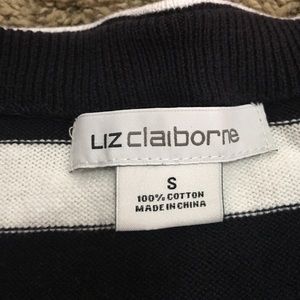 LIZ claiborne
S
100% COTTON
MADE IN CHINA